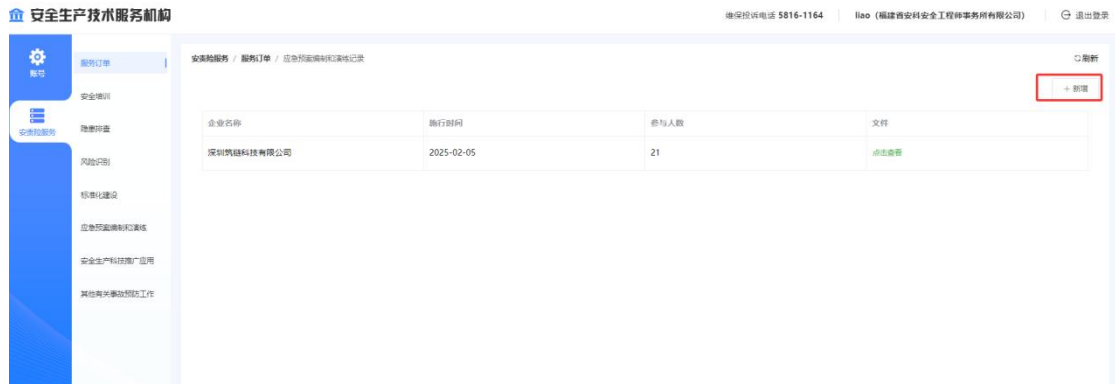 安全生产技术服务机构
维保投诉电话 5816-1164
liao（福建省安科安全工程师事务所有限公司）
退出登录
账号
安责险服务
服务订单
安全培训
隐患排查
风险识别
标准化建设
应急预案编制和演练
安全生产科技推广应用
其他有关事故预防工作
安责险服务 / 服务订单 / 应急预案编制和演练记录
刷新
+ 新增
企业名称 施行时间 参与人数 文件
深圳筑链科技有限公司 2025-02-05 21 点击查看